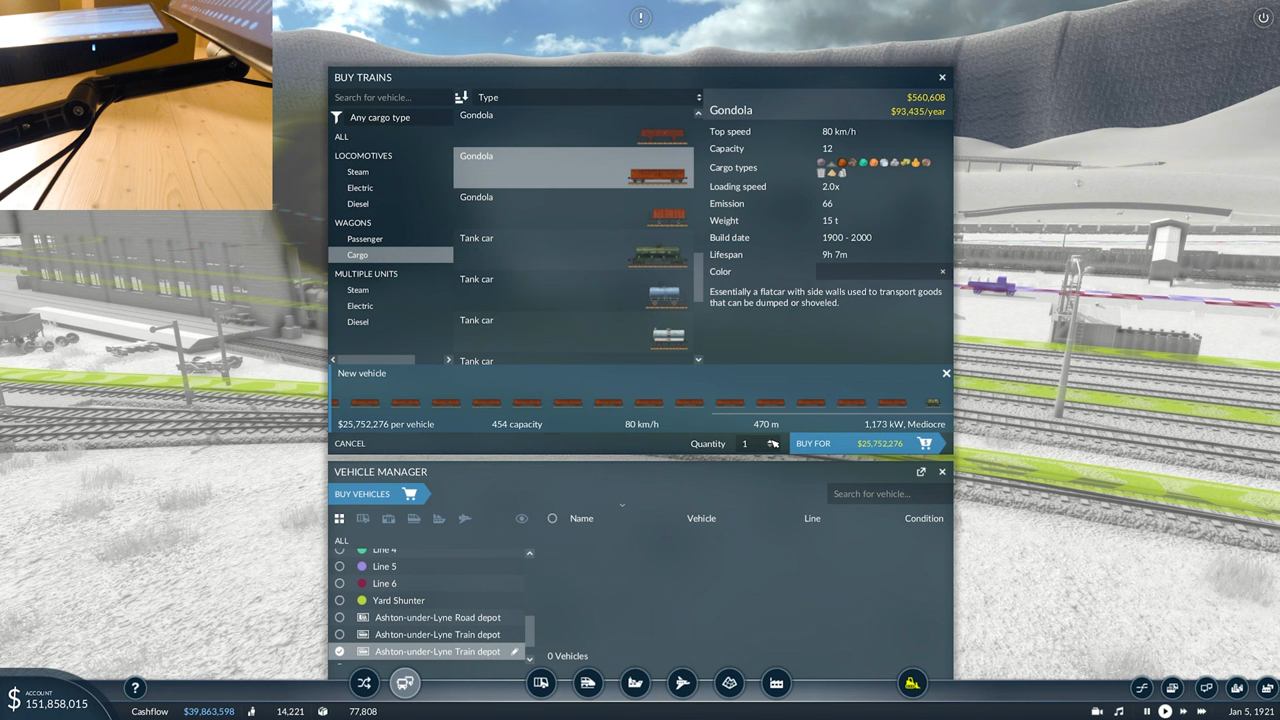 BUY TRAINS
Search for vehicle...
Type
Any cargo type
ALL
LOCOMOTIVES
Steam
Electric
Diesel
WAGONS
Passenger
Cargo
MULTIPLE UNITS
Steam
Electric
Diesel
Gondola
Gondola
Gondola
Tank car
Tank car
Tank car
Tank car
$560,608
Gondola
$93,435/year
Top speed 80 km/h
Capacity 12
Cargo types
Loading speed 2.0x
Emission 66
Weight 15 t
Build date 1900 - 2000
Lifespan 9h 7m
Color
Essentially a flatcar with side walls used to transport goods
that can be dumped or shoveled.
New vehicle
$25,752,276 per vehicle 454 capacity 80 km/h 470 m 1,173 kW, Mediocre
CANCEL Quantity 1 BUY FOR $25,752,276
VEHICLE MANAGER
BUY VEHICLES
Search for vehicle...
Name Vehicle Line Condition
ALL
Line 4
Line 5
Line 6
Yard Shunter
Ashton-under-Lyne Road depot
Ashton-under-Lyne Train depot
Ashton-under-Lyne Train depot
0 Vehicles
$ ACCOUNT
151,858,015
?
Cashflow $39,863,598 14,221 77,808
Jan 5, 1921